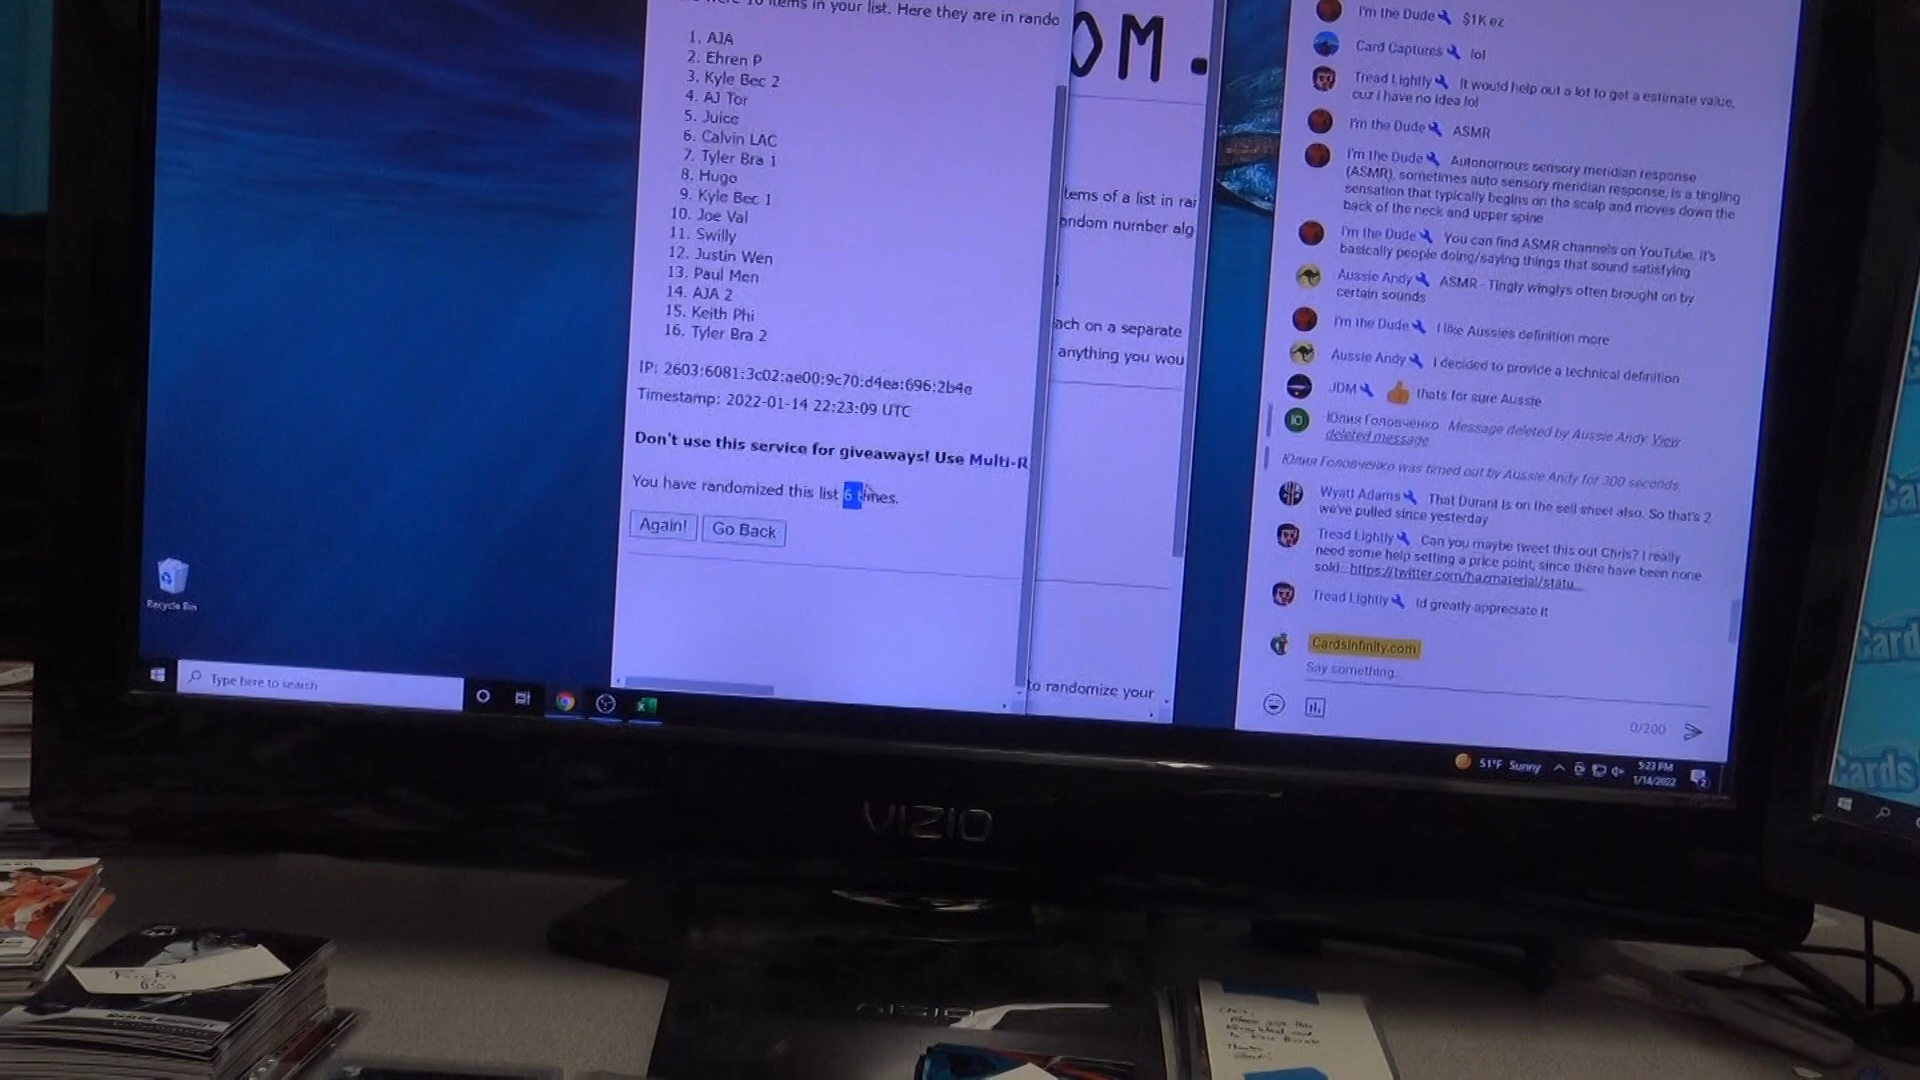 items in your list. Here they are in rando
1. AJA
2. Ehren P
3. Kyle Bec 2
4. AJ Tor
5. Juice
6. Calvin LAC
7. Tyler Bra 1
8. Hugo
9. Kyle Bec 1
10. Joe Val
11. Swilly
12. Justin Wen
13. Paul Men
14. AJA 2
15. Keith Phi
16. Tyler Bra 2
IP: 2603:6081:3c02:ae00:9c70:d4ea:696:2b4e
Timestamp: 2022-01-14 22:23:09 UTC
Don't use this service for giveaways! Use Multi-R
You have randomized this list 6 times.
Again! Go Back
OM.
items of a list in ran
andom number alg
ach on a separate
anything you wou
to randomize your
I'm the Dude $1K ez
Card Captures lol
Tread Lightly It would help out a lot to get a estimate value,
cuz i have no idea lol
I'm the Dude ASMR
I'm the Dude Autonomous sensory meridian response
(ASMR), sometimes auto sensory meridian response, is a tingling
sensation that typically begins on the scalp and moves down the
back of the neck and upper spine
I'm the Dude You can find ASMR channels on YouTube, it's
basically people doing/saying things that sound satisfying
Aussie Andy ASMR - Tingly winglys often brought on by
certain sounds
I'm the Dude I like Aussies definition more
Aussie Andy I decided to provide a technical definition
JDM 👍 thats for sure Aussie
Ю Юлия Головченко Message deleted by Aussie Andy. View
deleted message
Юлия Головченко was timed out by Aussie Andy for 300 seconds.
Wyatt Adams That Durant is on the sell sheet also. So that's 2
we've pulled since yesterday
Tread Lightly Can you maybe tweet this out Chris? I really
need some help setting a price point, since there have been none
sold...https://twitter.com/hazmaterial/statu...
Tread Lightly Id greatly appreciate it
CardsInfinity.com
Say something...
0/200
Recycle Bin
Type here to search
51°F Sunny
5:23 PM
1/14/2022
VIZIO
Card
Ca
Card
Cards